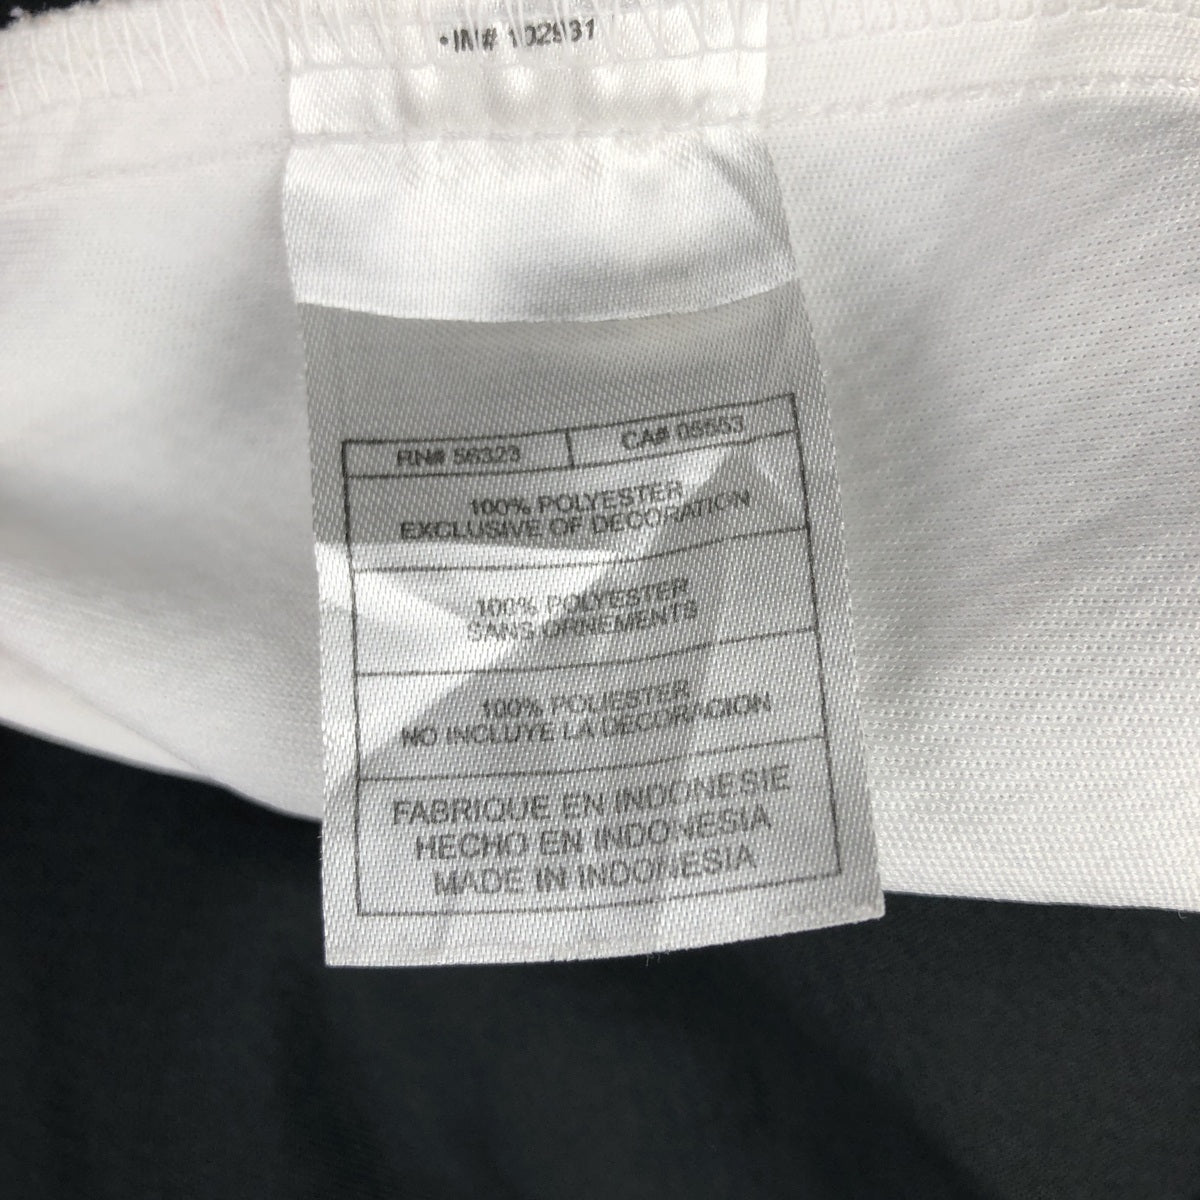 •IN# 102931
RN# 56323 CA# 05553
100% POLYESTER
EXCLUSIVE OF DECORATION
100% POLYESTER
SANS ORNEMENTS
100% POLIESTER
NO INCLUYE LA DECORACION
FABRIQUE EN INDONESIE
HECHO EN INDONESIA
MADE IN INDONESIA